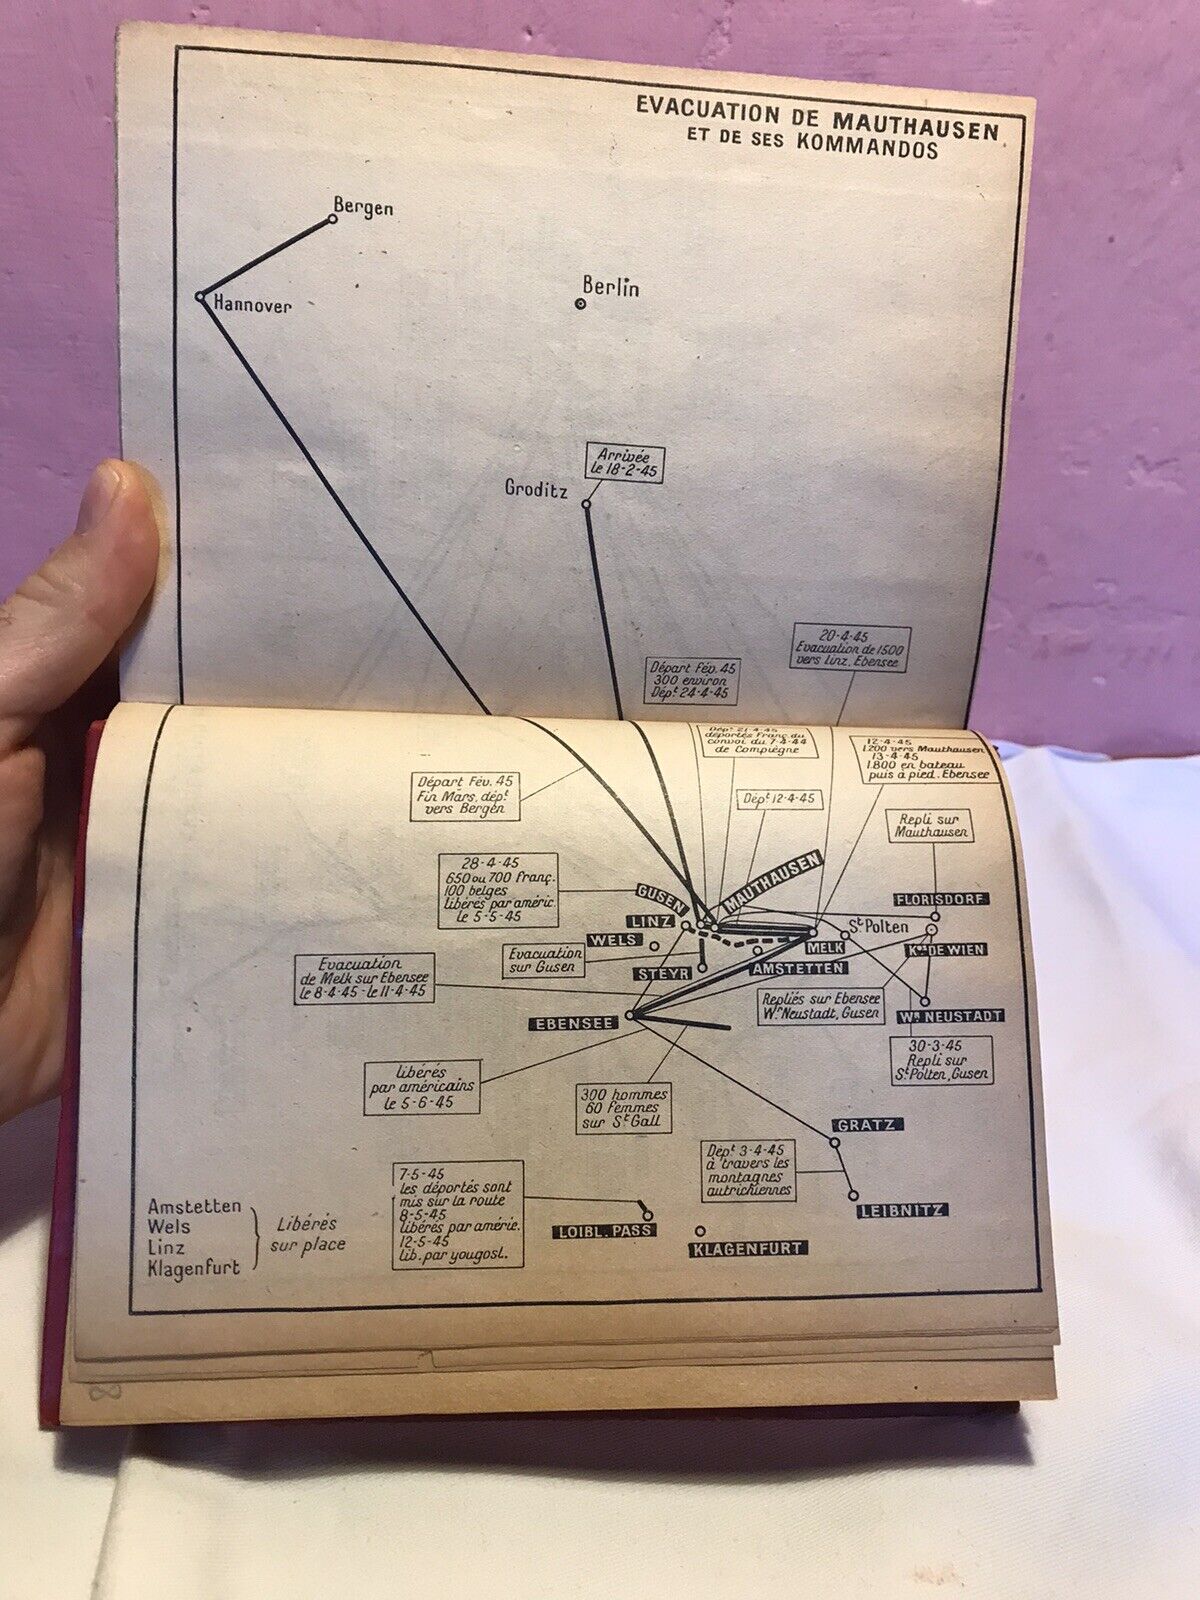 EVACUATION DE MAUTHAUSEN
ET DE SES KOMMANDOS
Bergen
Hannover
Berlin
Arrivée
le 18-2-45
Groditz
20-4-45
Evacuation de 1500
vers Linz, Ebensee
Départ Fév. 45
300 environ
Dépt 24-4-45
Dépt 21-4-45
déportés franç du
convoi du 7-4-44
de Compiègne
12-4-45
1.200 vers Mauthausen
13-4-45
1.800 en bateau
puis à pied. Ebensee
Départ Fév. 45
Fin Mars, dépt
vers Bergen
Dépt 12-4-45
Repli sur
Mauthausen
28-4-45
650 ou 700 franç.
100 belges
libérés par améric.
le 5-5-45
GUSEN
MAUTHAUSEN
FLORISDORF
LINZ
St Polten
WELS
MELK
Kdos DE WIEN
Evacuation
sur Gusen
STEYR
AMSTETTEN
Evacuation
de Melk sur Ebensee
le 8-4-45 - le 11-4-45
Repliés sur Ebensee
Wr Neustadt, Gusen
EBENSEE
Wr NEUSTADT
30-3-45
Repli sur
St Polten, Gusen
libérés
par américains
le 5-6-45
300 hommes
60 femmes
sur St Gall
GRATZ
Dépt 3-4-45
à travers les
montagnes
autrichiennes
LEIBNITZ
7-5-45
les déportés sont
mis sur la route
8-5-45
libérés par améric.
12-5-45
lib. par yougosl.
LOIBL. PASS
KLAGENFURT
Amstetten
Wels
Linz
Klagenfurt
Libérés
sur place
8